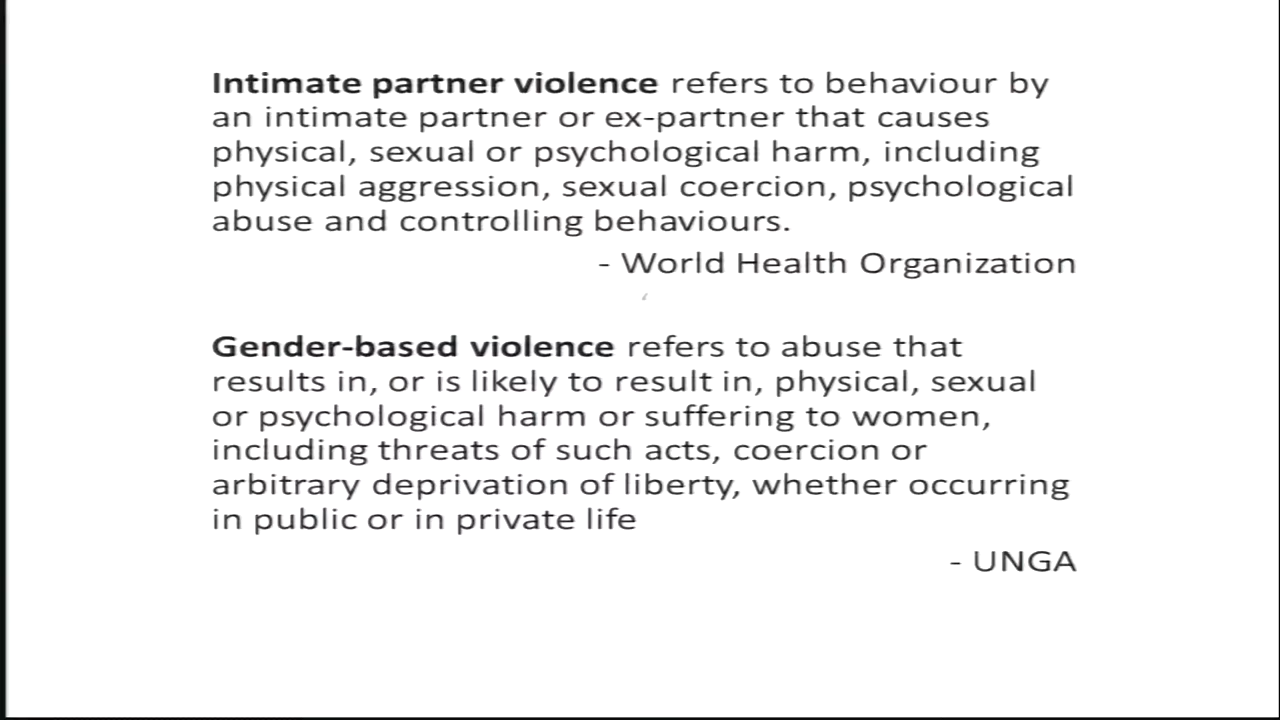 Intimate partner violence refers to behaviour by
an intimate partner or ex-partner that causes
physical, sexual or psychological harm, including
physical aggression, sexual coercion, psychological
abuse and controlling behaviours.
- World Health Organization
Gender-based violence refers to abuse that
results in, or is likely to result in, physical, sexual
or psychological harm or suffering to women,
including threats of such acts, coercion or
arbitrary deprivation of liberty, whether occurring
in public or in private life
- UNGA